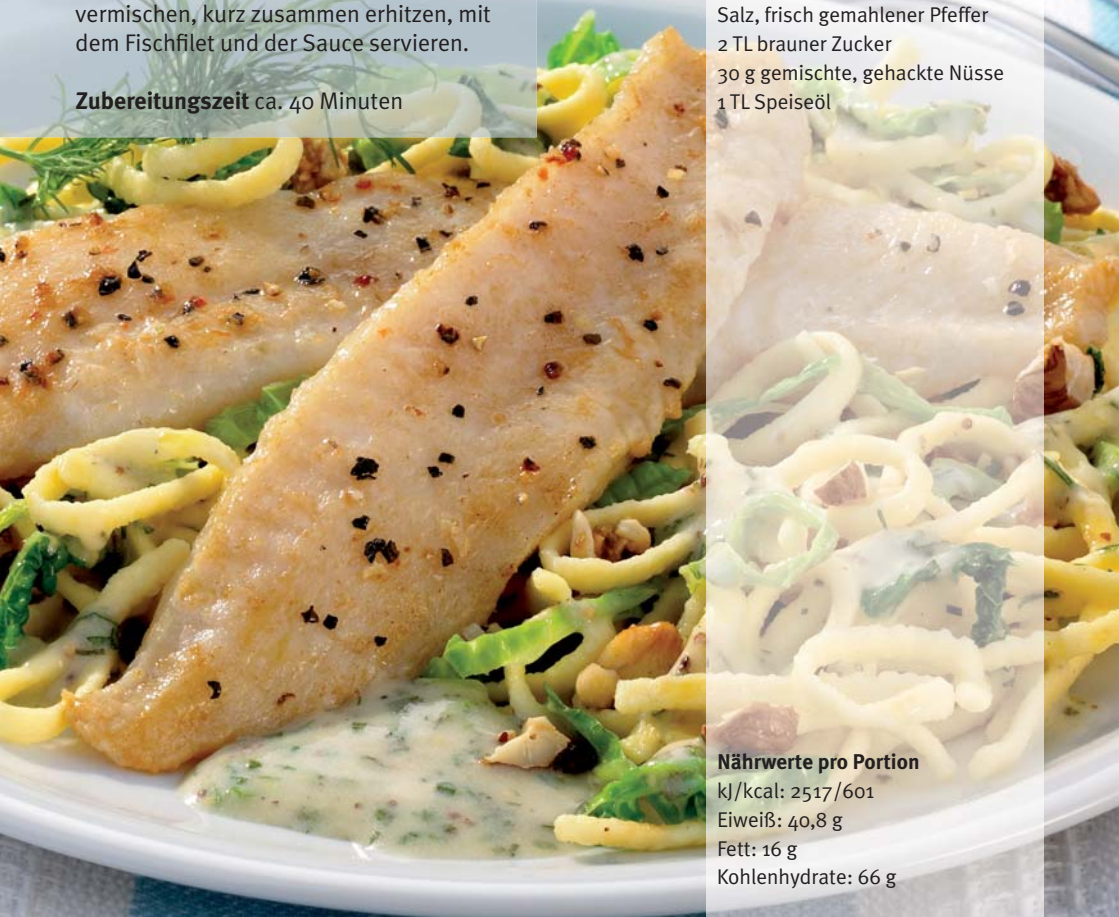 vermischen, kurz zusammen erhitzen, mit
dem Fischfilet und der Sauce servieren.
Zubereitungszeit ca. 40 Minuten
Salz, frisch gemahlener Pfeffer
2 TL brauner Zucker
30 g gemischte, gehackte Nüsse
1 TL Speiseöl
Nährwerte pro Portion
kJ/kcal: 2517/601
Eiweiß: 40,8 g
Fett: 16 g
Kohlenhydrate: 66 g